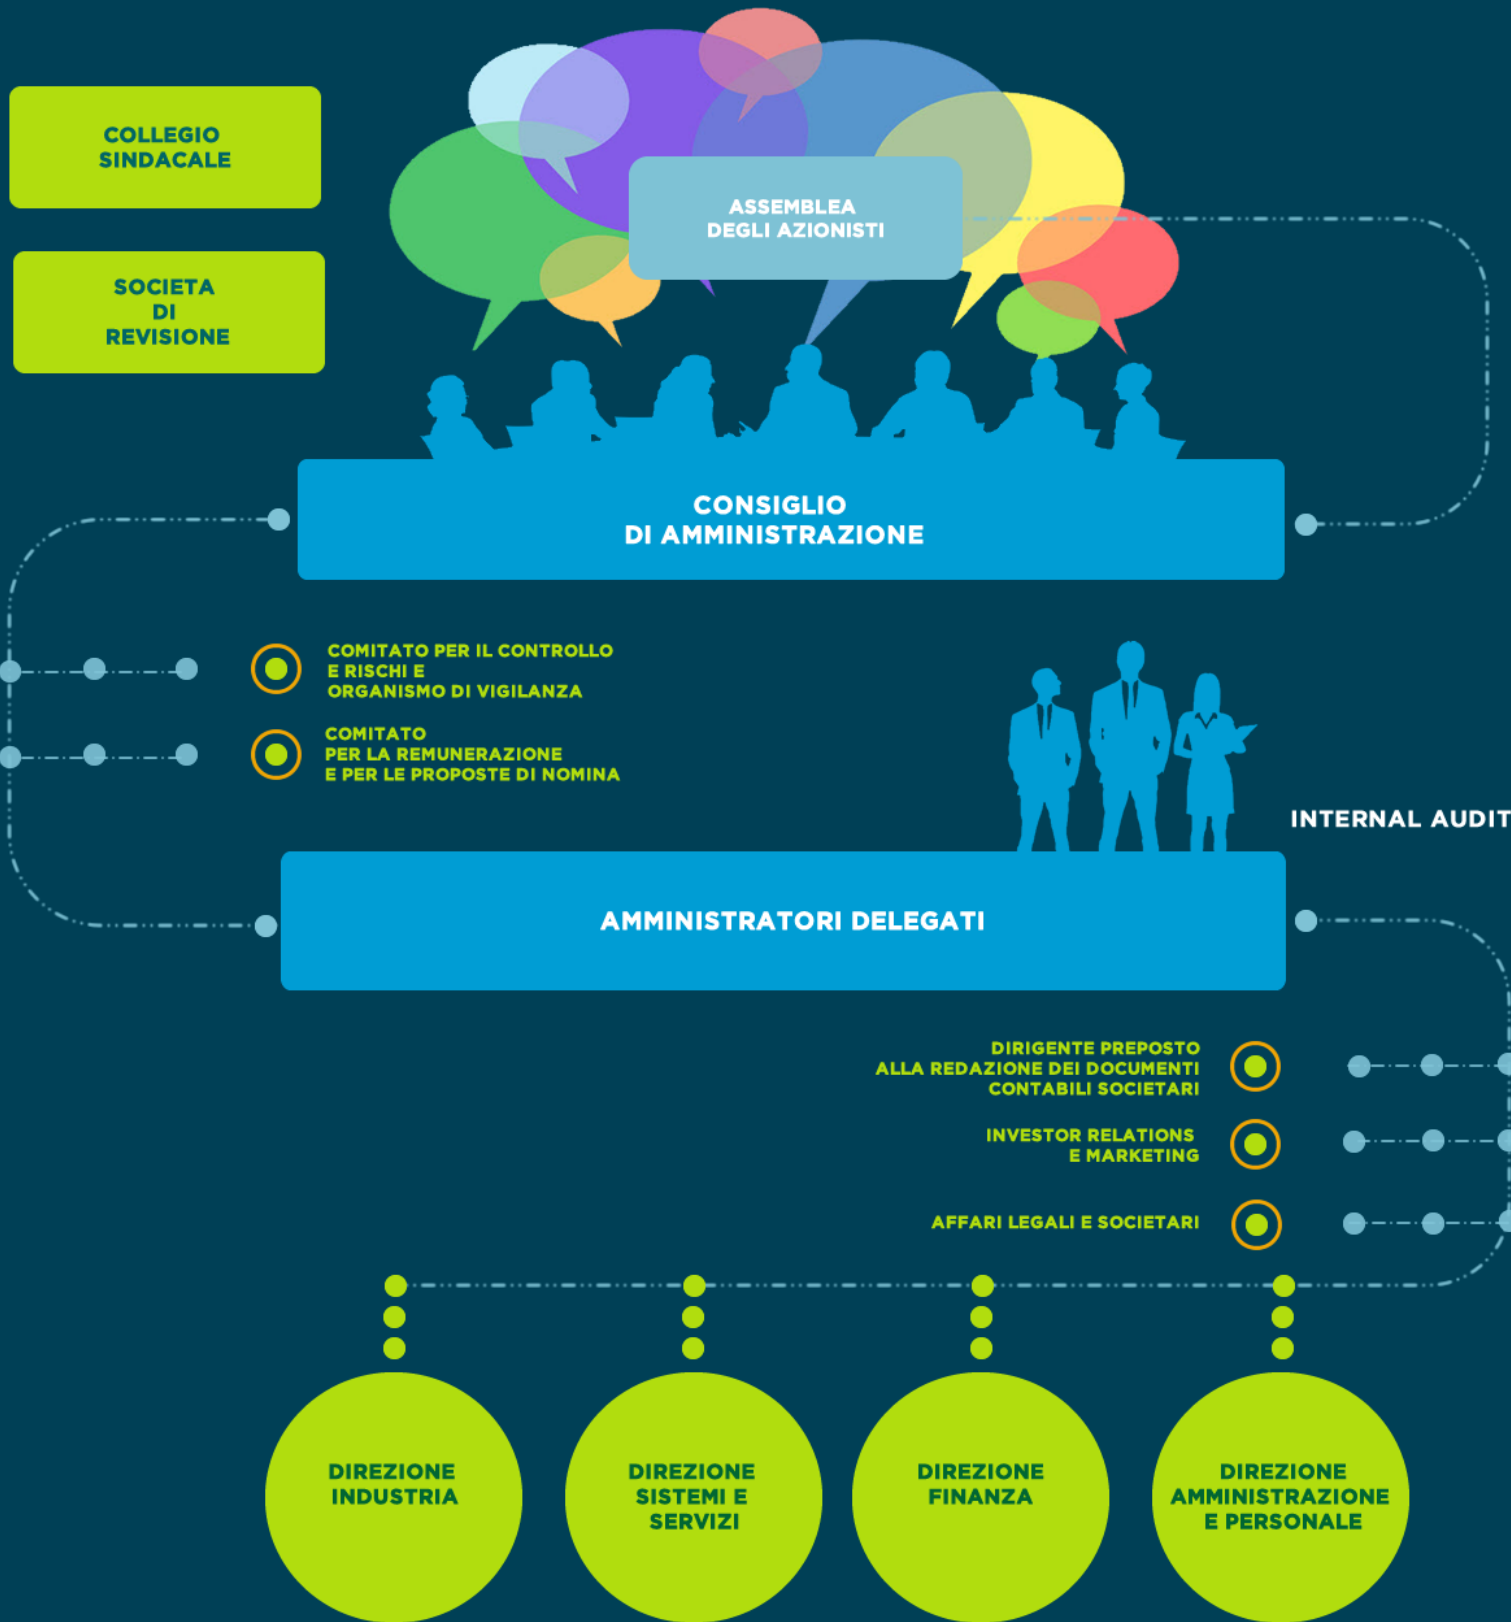 COLLEGIO
SINDACALE
SOCIETA
DI
REVISIONE
ASSEMBLEA
DEGLI AZIONISTI
CONSIGLIO
DI AMMINISTRAZIONE
COMITATO PER IL CONTROLLO
E RISCHI E
ORGANISMO DI VIGILANZA
COMITATO
PER LA REMUNERAZIONE
E PER LE PROPOSTE DI NOMINA
INTERNAL AUDIT
AMMINISTRATORI DELEGATI
DIRIGENTE PREPOSTO
ALLA REDAZIONE DEI DOCUMENTI
CONTABILI SOCIETARI
INVESTOR RELATIONS
E MARKETING
AFFARI LEGALI E SOCIETARI
DIREZIONE
INDUSTRIA
DIREZIONE
SISTEMI E
SERVIZI
DIREZIONE
FINANZA
DIREZIONE
AMMINISTRAZIONE
E PERSONALE